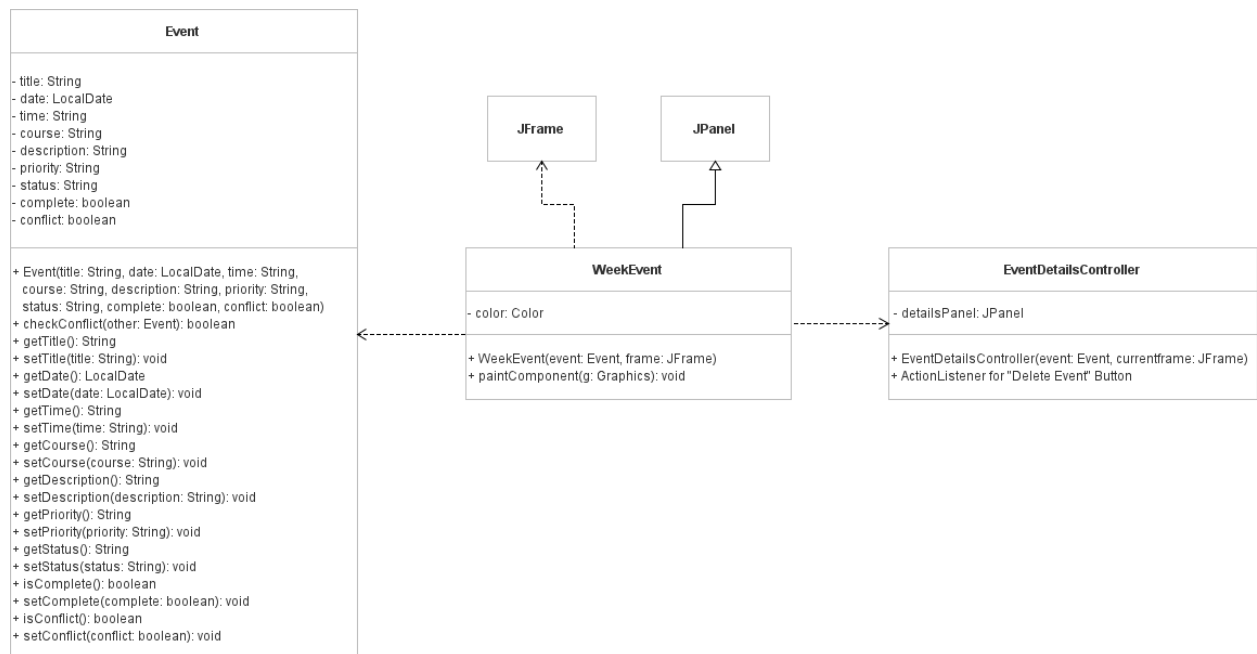 Event
- title: String
- date: LocalDate
- time: String
- course: String
- description: String
- priority: String
- status: String
- complete: boolean
- conflict: boolean
+ Event(title: String, date: LocalDate, time: String,
course: String, description: String, priority: String,
status: String, complete: boolean, conflict: boolean)
+ checkConflict(other: Event): boolean
+ getTitle(): String
+ setTitle(title: String): void
+ getDate(): LocalDate
+ setDate(date: LocalDate): void
+ getTime(): String
+ setTime(time: String): void
+ getCourse(): String
+ setCourse(course: String): void
+ getDescription(): String
+ setDescription(description: String): void
+ getPriority(): String
+ setPriority(priority: String): void
+ getStatus(): String
+ setStatus(status: String): void
+ isComplete(): boolean
+ setComplete(complete: boolean): void
+ isConflict(): boolean
+ setConflict(conflict: boolean): void
JFrame
JPanel
WeekEvent
- color: Color
+ WeekEvent(event: Event, frame: JFrame)
+ paintComponent(g: Graphics): void
EventDetailsController
- detailsPanel: JPanel
+ EventDetailsController(event: Event, currentframe: JFrame)
+ ActionListener for "Delete Event" Button